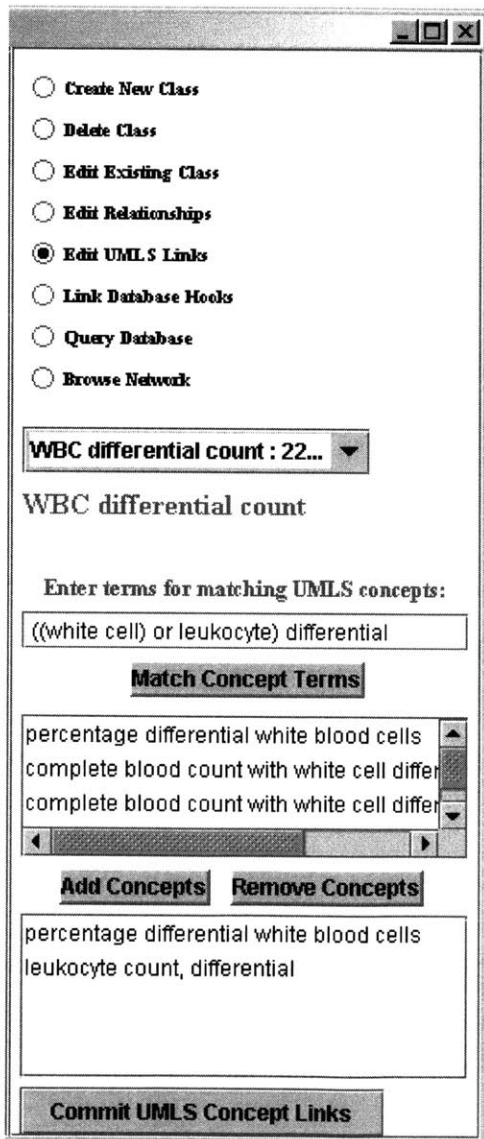 Create New Class
Delete Class
Edit Existing Class
Edit Relationships
Edit UMLS Links
Link Database Hooks
Query Database
Browse Network
WBC differential count : 22...
WBC differential count
Enter terms for matching UMLS concepts:
((white cell) or leukocyte) differential
Match Concept Terms
percentage differential white blood cells
complete blood count with white cell differ
complete blood count with white cell differ
Add Concepts Remove Concepts
percentage differential white blood cells
leukocyte count, differential
Commit UMLS Concept Links